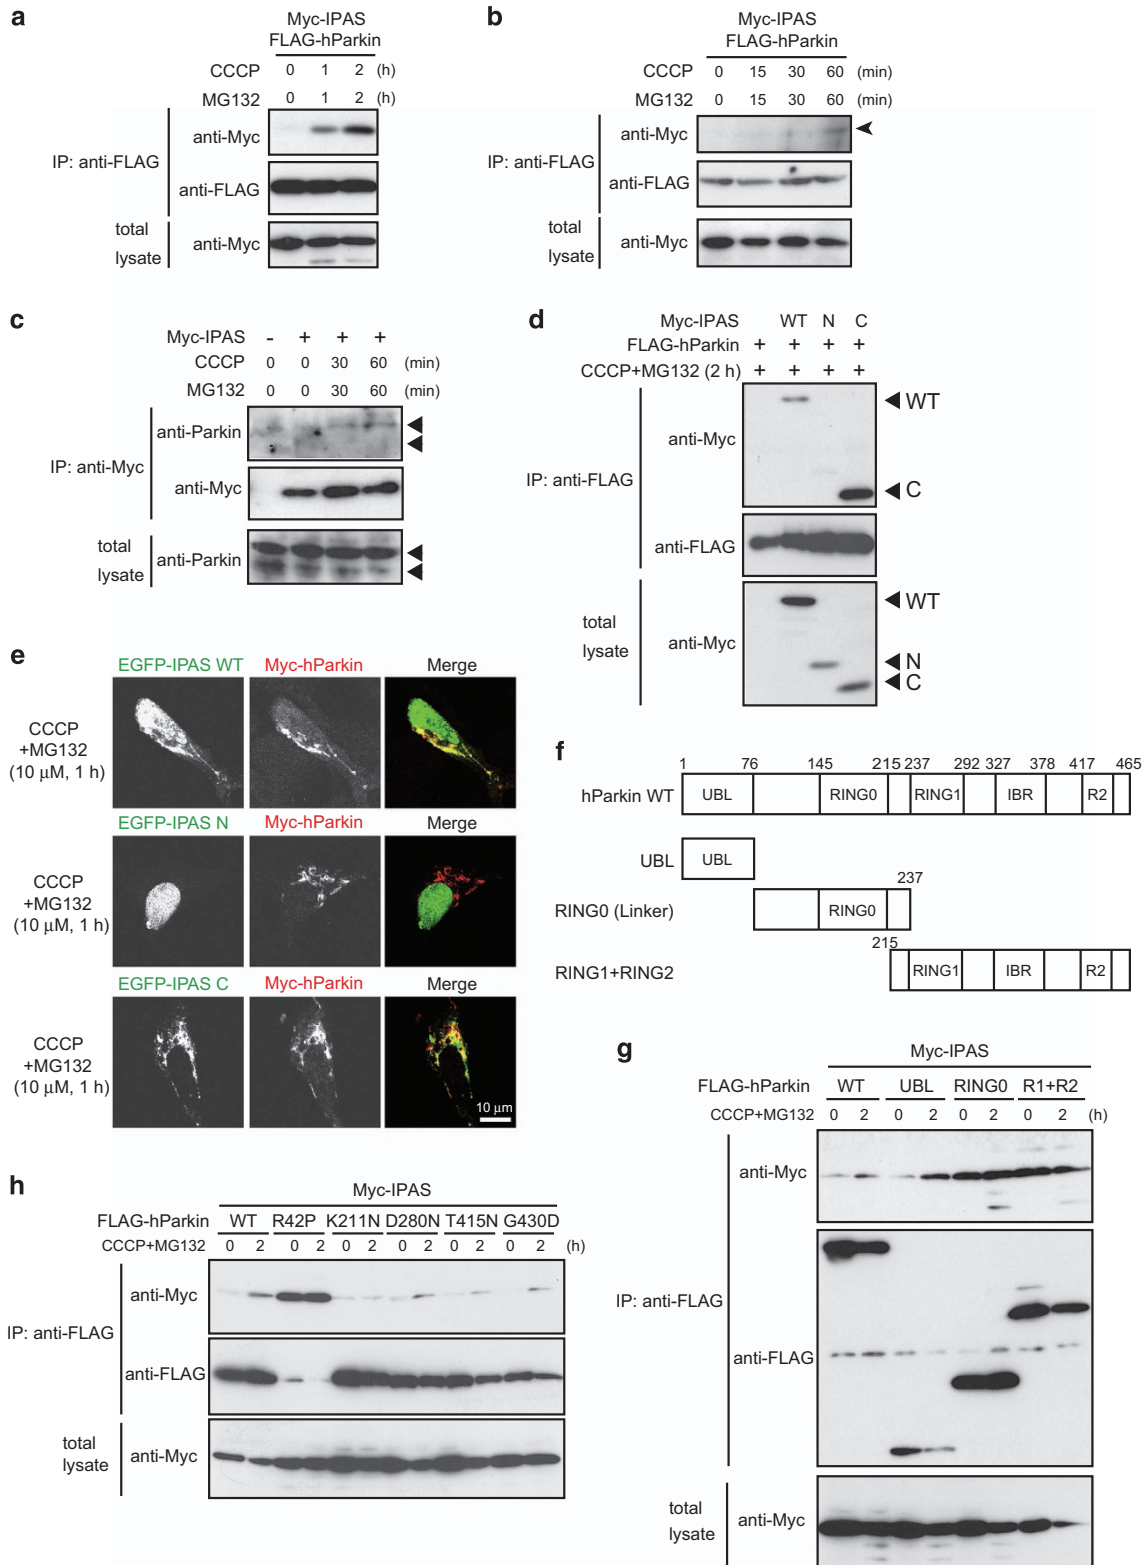 a
Myc-IPAS
FLAG-hParkin
CCCP 0 1 2 (h)
MG132 0 1 2 (h)
IP: anti-FLAG
anti-Myc
anti-FLAG
total lysate
anti-Myc
b
Myc-IPAS
FLAG-hParkin
CCCP 0 15 30 60 (min)
MG132 0 15 30 60 (min)
IP: anti-FLAG
anti-Myc
anti-FLAG
total
lysate
anti-Myc
c
Myc-IPAS - + + +
CCCP 0 0 30 60 (min)
MG132 0 0 30 60 (min)
IP: anti-Myc
anti-Parkin
anti-Myc
total
lysate
anti-Parkin
d
Myc-IPAS WT N C
FLAG-hParkin + + + +
CCCP+MG132 (2 h) + + + +
IP: anti-FLAG
anti-Myc
WT
C
anti-FLAG
total
lysate
anti-Myc
WT
N
C
e
EGFP-IPAS WT Myc-hParkin Merge
CCCP
+MG132
(10 µM, 1 h)
EGFP-IPAS N Myc-hParkin Merge
CCCP
+MG132
(10 µM, 1 h)
EGFP-IPAS C Myc-hParkin Merge
CCCP
+MG132
(10 µM, 1 h)
10 µm
f
1 76 145 215 237 292 327 378 417 465
hParkin WT UBL RING0 RING1 IBR R2
UBL UBL
237
RING0 (Linker) RING0
215
RING1+RING2 RING1 IBR R2
g
Myc-IPAS
FLAG-hParkin WT UBL RING0 R1+R2
CCCP+MG132 0 2 0 2 0 2 0 2 (h)
IP: anti-FLAG
anti-Myc
anti-FLAG
total
lysate
anti-Myc
h
Myc-IPAS
FLAG-hParkin WT R42P K211N D280N T415N G430D
CCCP+MG132 0 2 0 2 0 2 0 2 0 2 0 2 (h)
IP: anti-FLAG
anti-Myc
anti-FLAG
total
lysate
anti-Myc